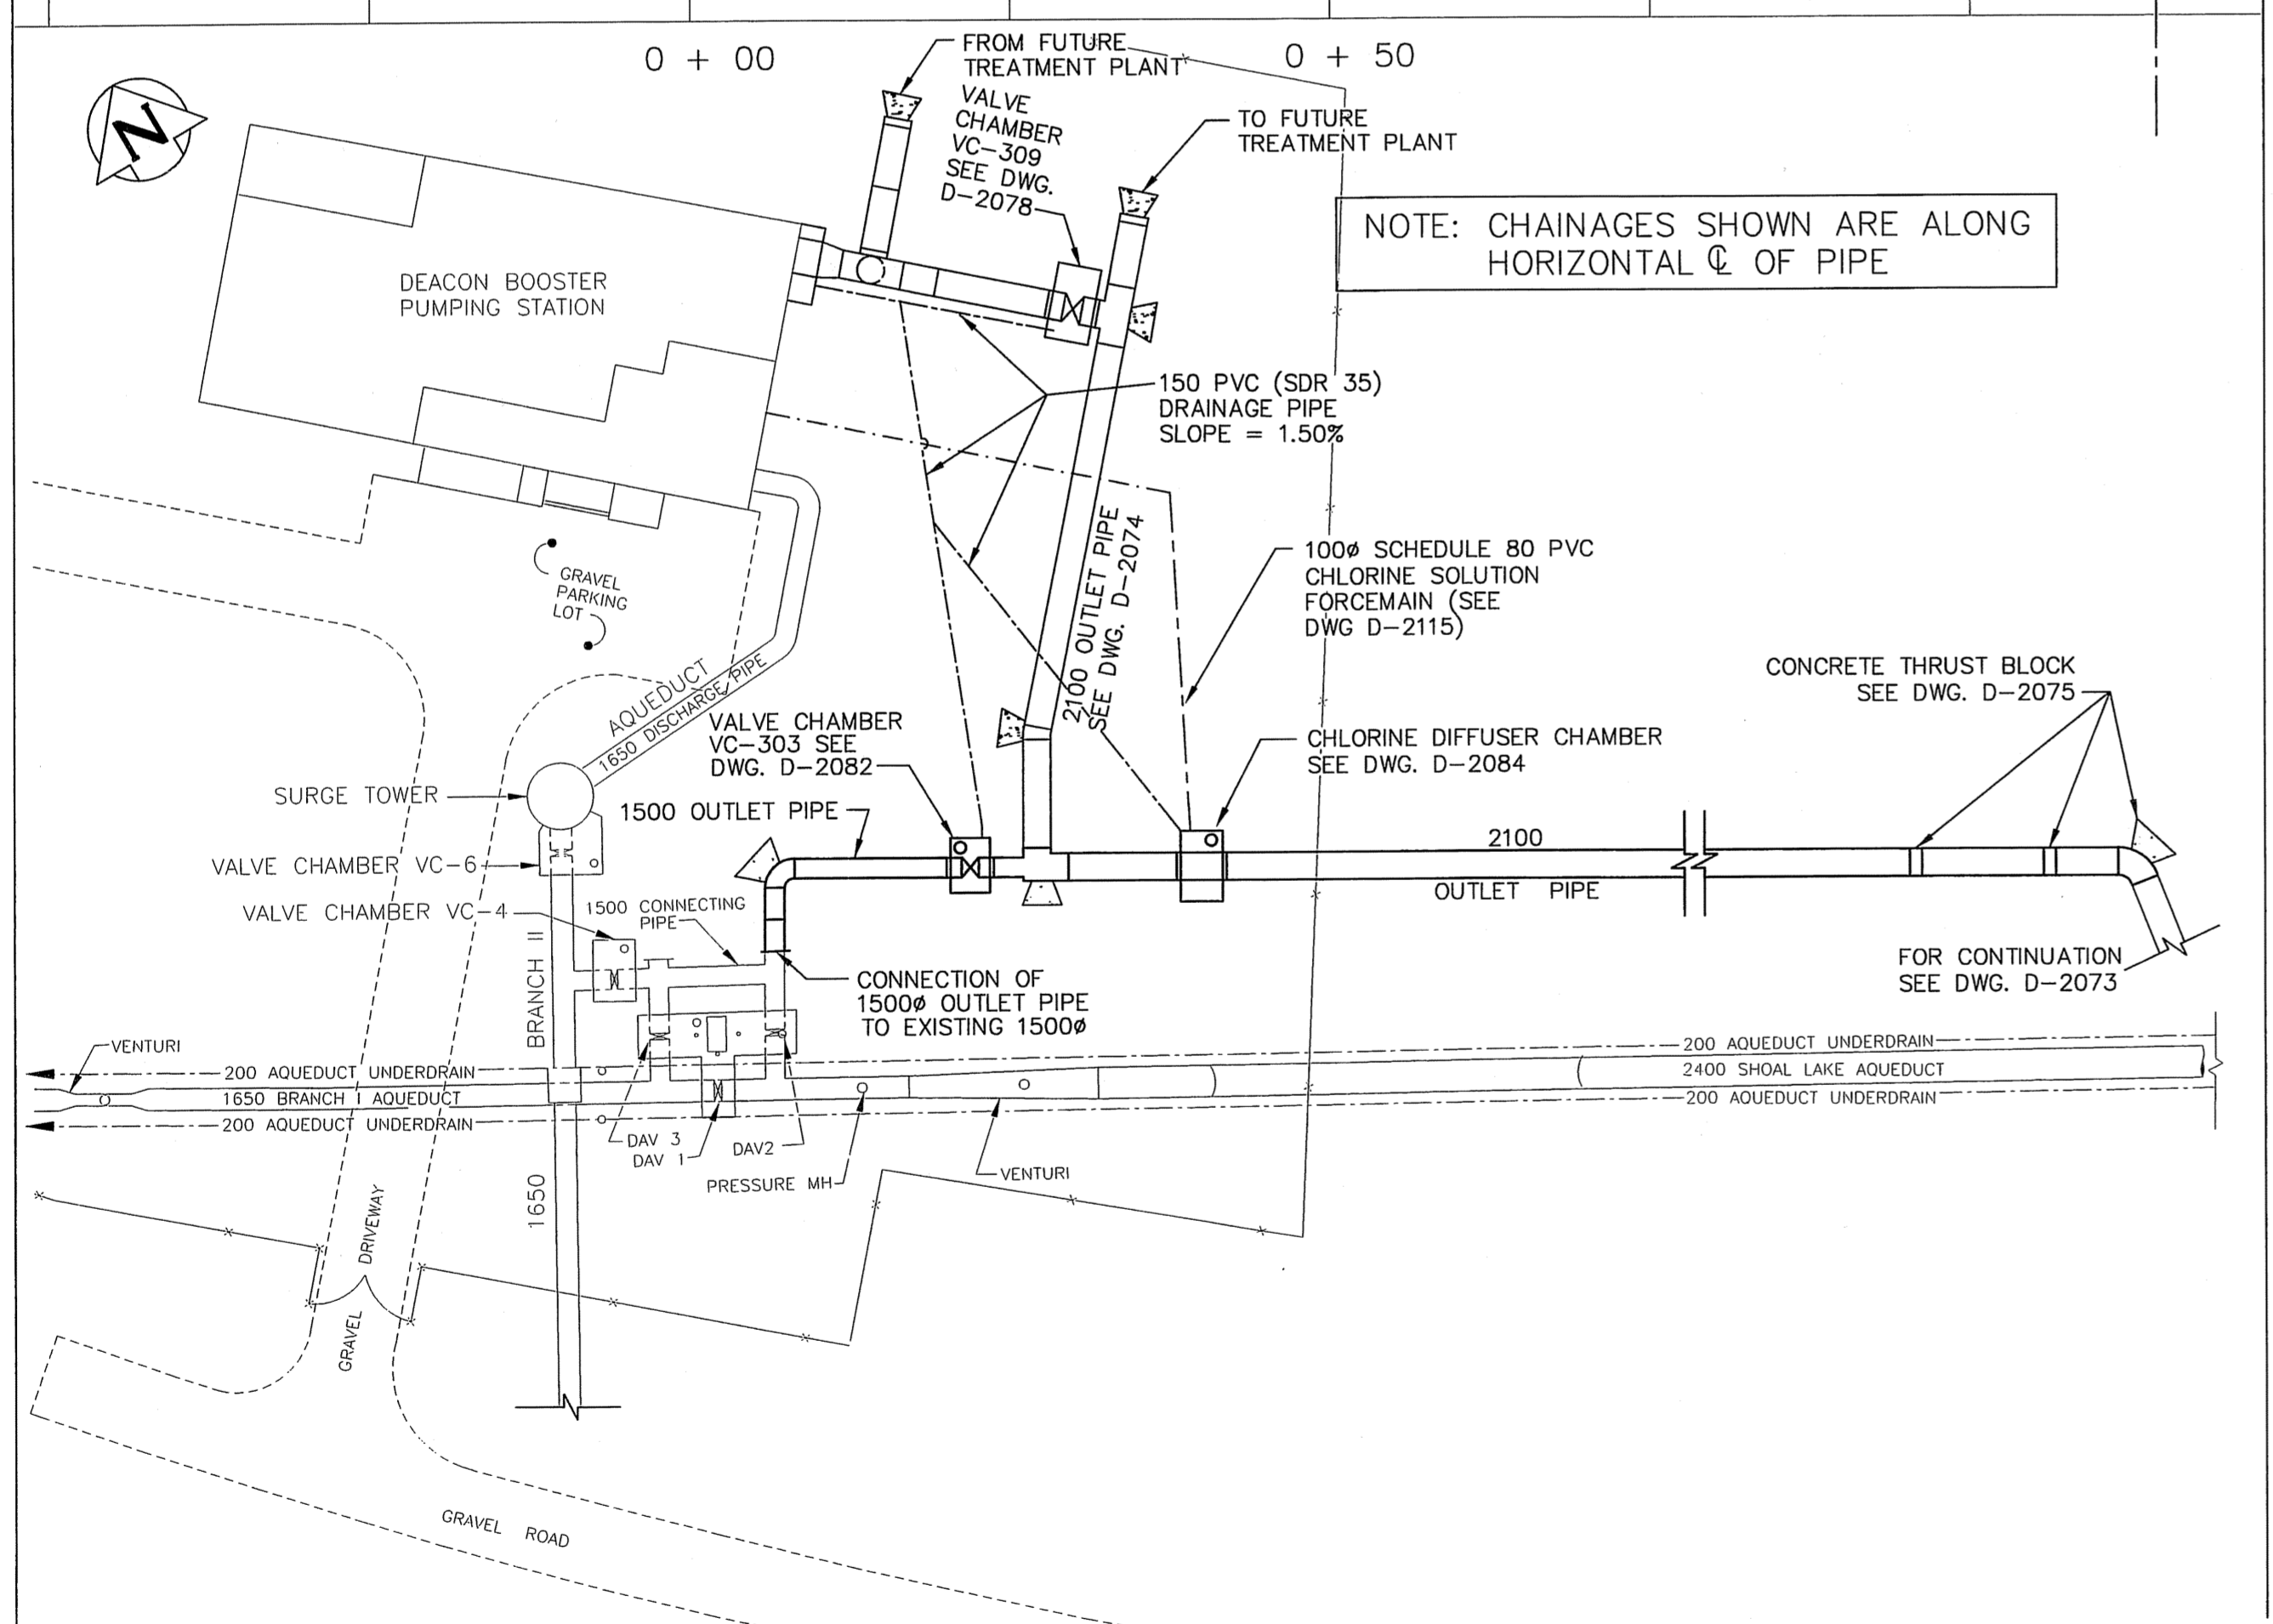 0 + 00
0 + 50
FROM FUTURE
TREATMENT PLANT
N
VALVE
CHAMBER
VC-309
SEE DWG.
D-2078
TO FUTURE
TREATMENT PLANT
NOTE: CHAINAGES SHOWN ARE ALONG
HORIZONTAL ℄ OF PIPE
DEACON BOOSTER
PUMPING STATION
150 PVC (SDR 35)
DRAINAGE PIPE
SLOPE = 1.50%
2100 OUTLET PIPE
SEE DWG. D-2074
100ø SCHEDULE 80 PVC
CHLORINE SOLUTION
FORCEMAIN (SEE
DWG D-2115)
GRAVEL
PARKING
LOT
AQUEDUCT
1650 DISCHARGE PIPE
CONCRETE THRUST BLOCK
SEE DWG. D-2075
VALVE CHAMBER
VC-303 SEE
DWG. D-2082
CHLORINE DIFFUSER CHAMBER
SEE DWG. D-2084
SURGE TOWER
1500 OUTLET PIPE
2100
OUTLET PIPE
VALVE CHAMBER VC-6
VALVE CHAMBER VC-4
1500 CONNECTING
PIPE
BRANCH II
CONNECTION OF
1500ø OUTLET PIPE
TO EXISTING 1500ø
FOR CONTINUATION
SEE DWG. D-2073
VENTURI
200 AQUEDUCT UNDERDRAIN
1650 BRANCH I AQUEDUCT
200 AQUEDUCT UNDERDRAIN
200 AQUEDUCT UNDERDRAIN
2400 SHOAL LAKE AQUEDUCT
200 AQUEDUCT UNDERDRAIN
DAV 3
DAV 1
DAV2
PRESSURE MH
VENTURI
1650
GRAVEL DRIVEWAY
GRAVEL ROAD